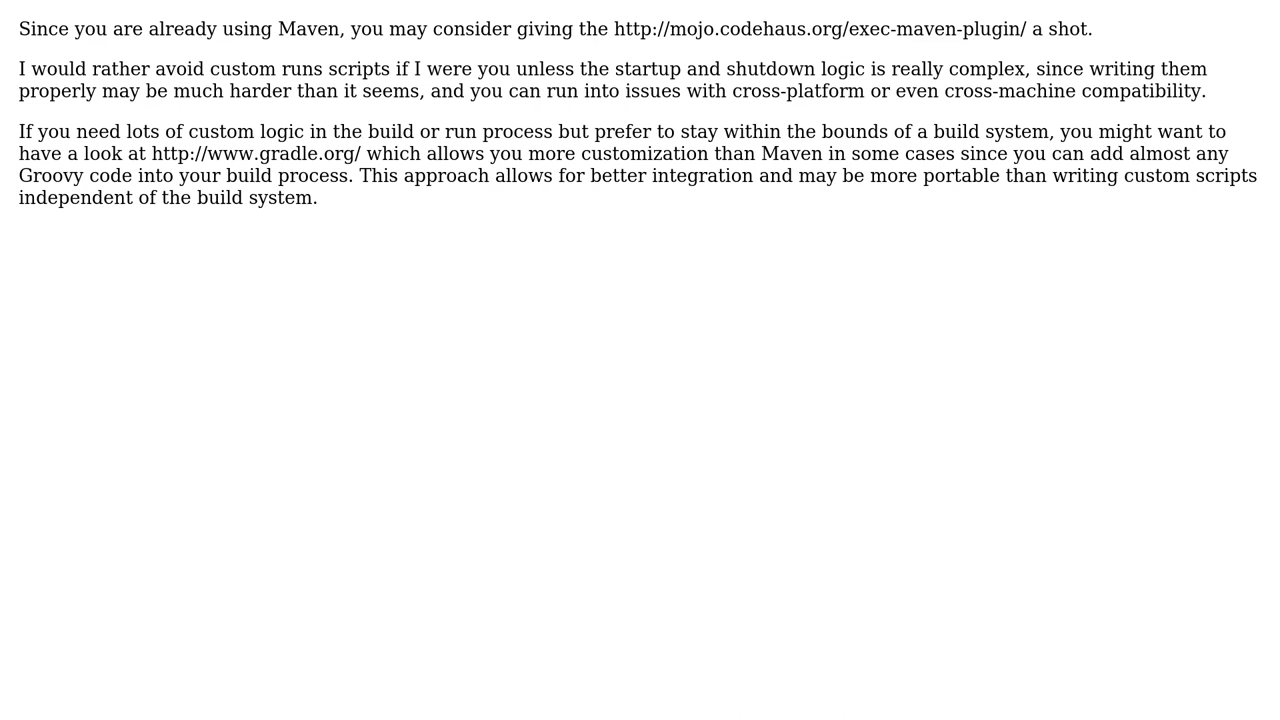 Since you are already using Maven, you may consider giving the http://mojo.codehaus.org/exec-maven-plugin/ a shot.
I would rather avoid custom runs scripts if I were you unless the startup and shutdown logic is really complex, since writing them
properly may be much harder than it seems, and you can run into issues with cross-platform or even cross-machine compatibility.
If you need lots of custom logic in the build or run process but prefer to stay within the bounds of a build system, you might want to
have a look at http://www.gradle.org/ which allows you more customization than Maven in some cases since you can add almost any
Groovy code into your build process. This approach allows for better integration and may be more portable than writing custom scripts
independent of the build system.